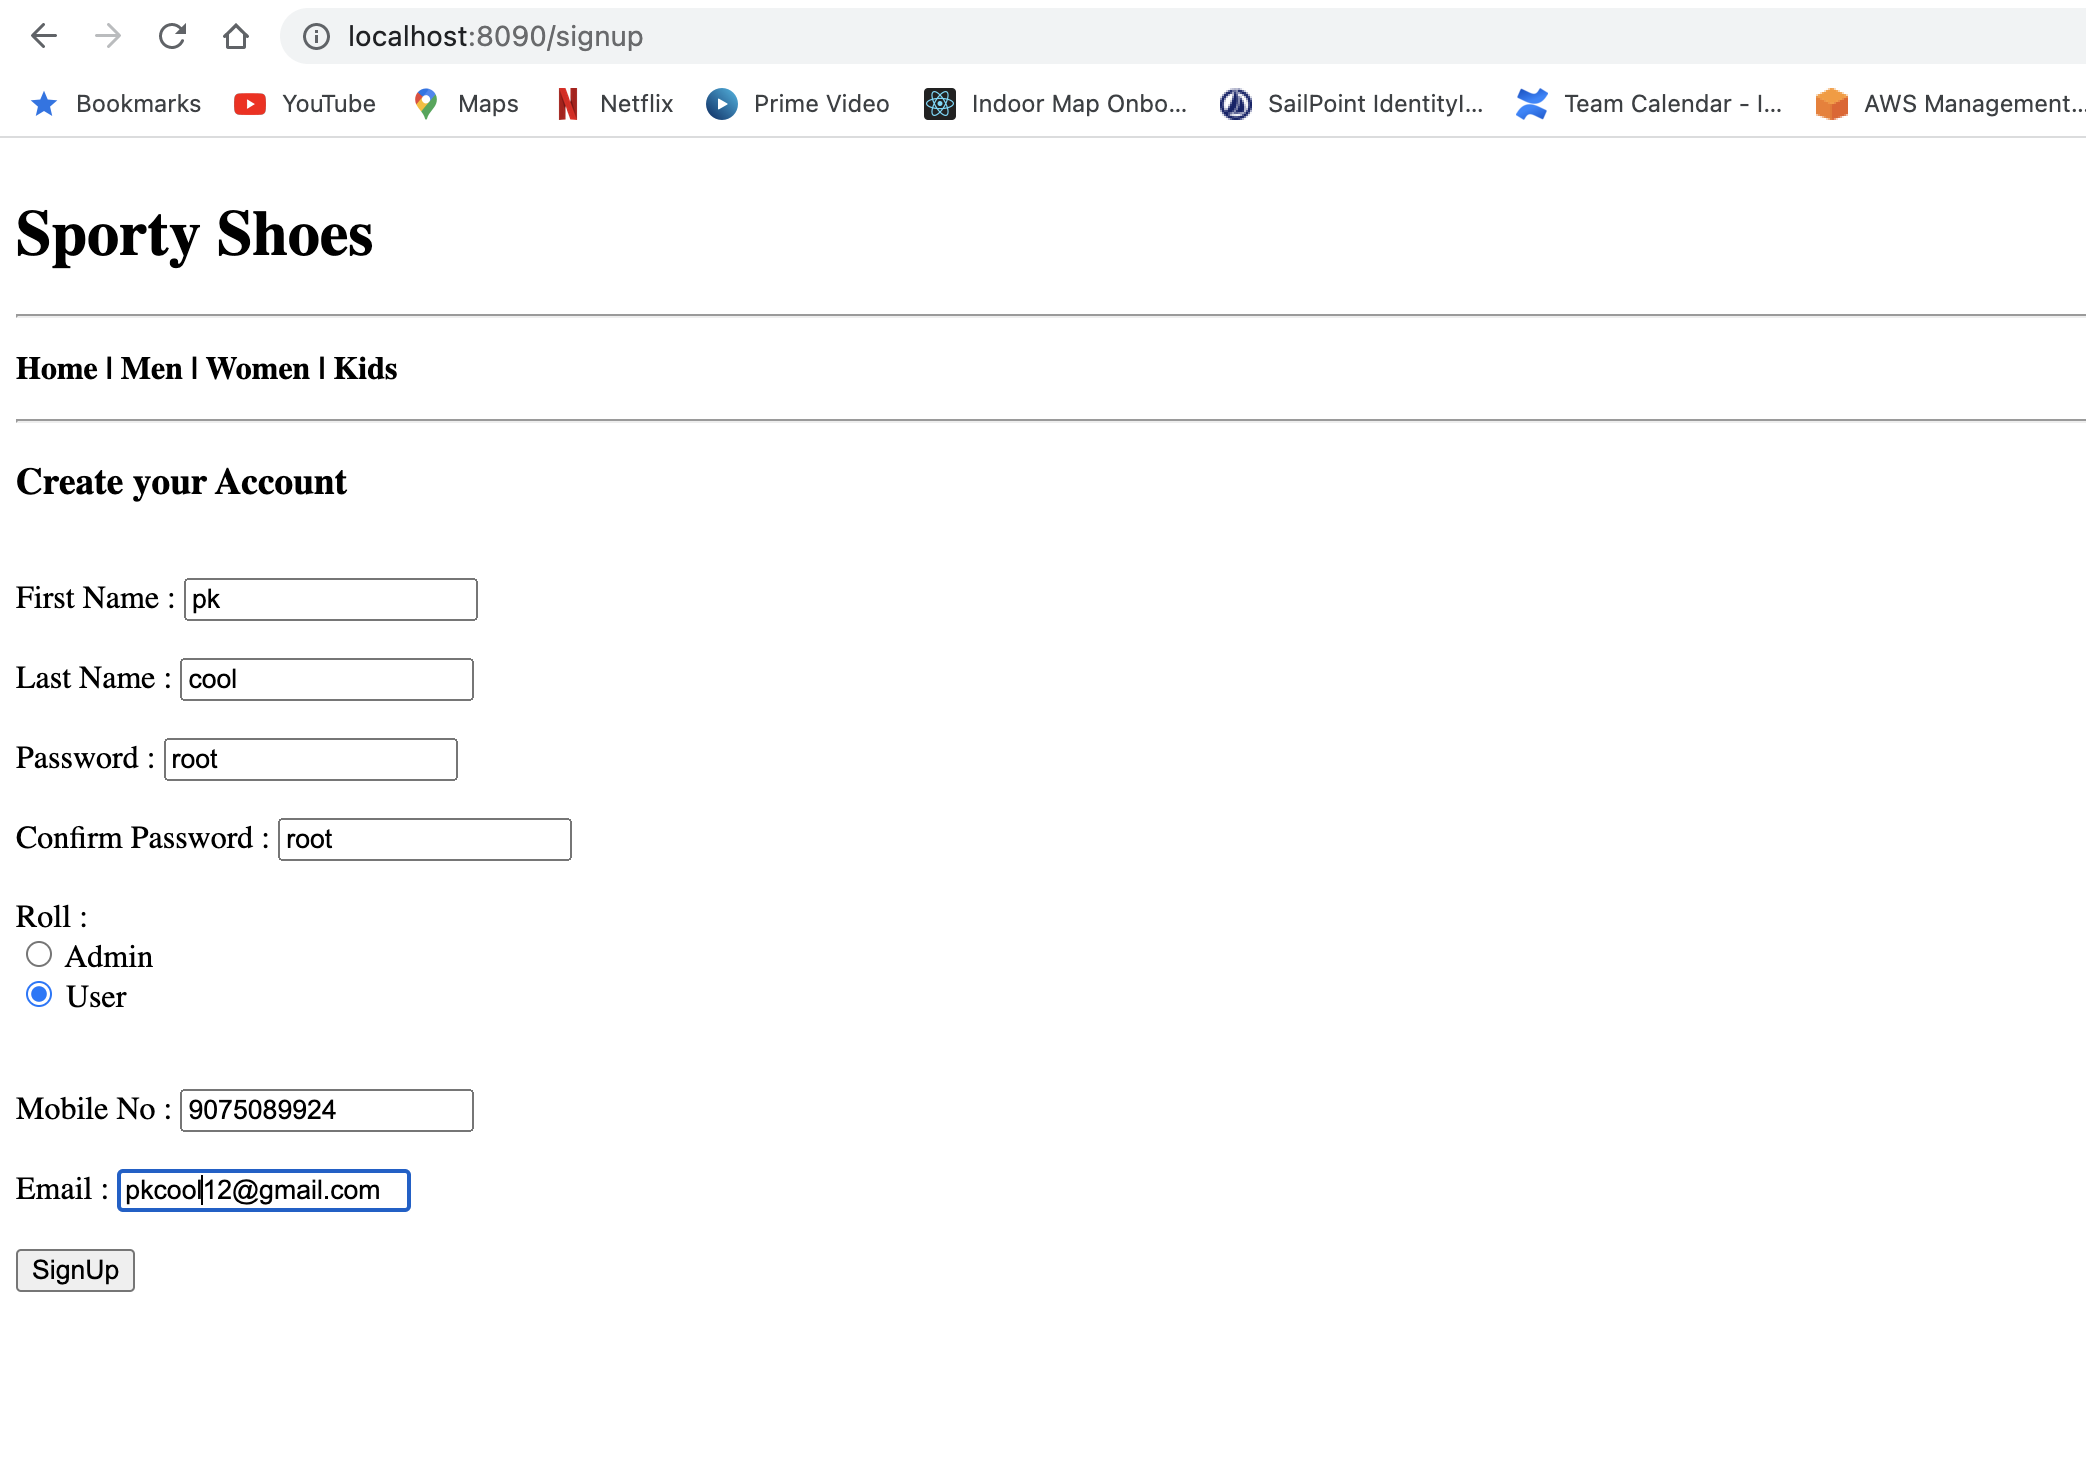 localhost:8090/signup
Bookmarks YouTube Maps Netflix Prime Video Indoor Map Onbo... SailPoint IdentityI... Team Calendar - I... AWS Management...
Sporty Shoes
Home | Men | Women | Kids
Create your Account
First Name : pk
Last Name : cool
Password : root
Confirm Password : root
Roll :
Admin
User
Mobile No : 9075089924
Email : pkcool12@gmail.com
SignUp